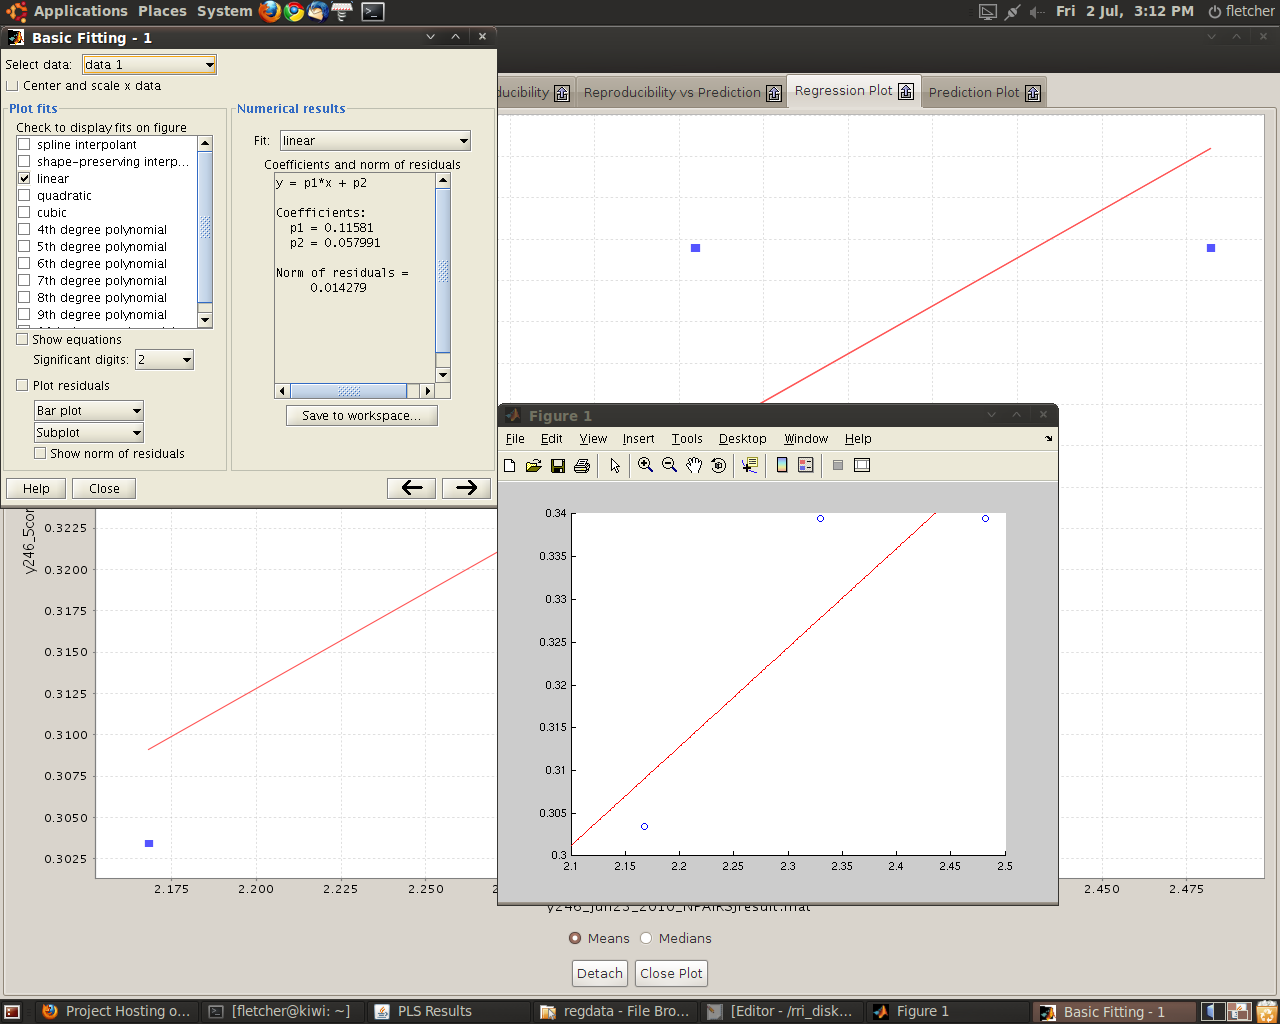 Applications Places System
Fri 2 Jul, 3:12 PM fletcher
Basic Fitting - 1
Select data: data 1
Center and scale x data
Plot fits
Check to display fits on figure
spline interpolant
shape-preserving interp...
linear
quadratic
cubic
4th degree polynomial
5th degree polynomial
6th degree polynomial
7th degree polynomial
8th degree polynomial
9th degree polynomial
Show equations
Significant digits: 2
Plot residuals
Bar plot
Subplot
Show norm of residuals
Help Close
Numerical results
Fit: linear
Coefficients and norm of residuals
y = p1*x + p2
Coefficients:
p1 = 0.11581
p2 = 0.057991
Norm of residuals =
0.014279
Save to workspace...
ucibility Reproducibility vs Prediction Regression Plot Prediction Plot
Figure 1
File Edit View Insert Tools Desktop Window Help
0.34
0.335
0.33
0.325
0.32
0.315
0.31
0.305
0.3
2.1 2.15 2.2 2.25 2.3 2.35 2.4 2.45 2.5
0.3225
0.3200
0.3175
0.3150
0.3125
0.3100
0.3075
0.3050
0.3025
2.175 2.200 2.225 2.250 2.450 2.475
y246_jun23_2010_NPAIRSJresult.mat
Means Medians
Detach Close Plot
Project Hosting o... [fletcher@kiwi: ~] PLS Results regdata - File Bro... [Editor - /rri_disk... Figure 1 Basic Fitting - 1